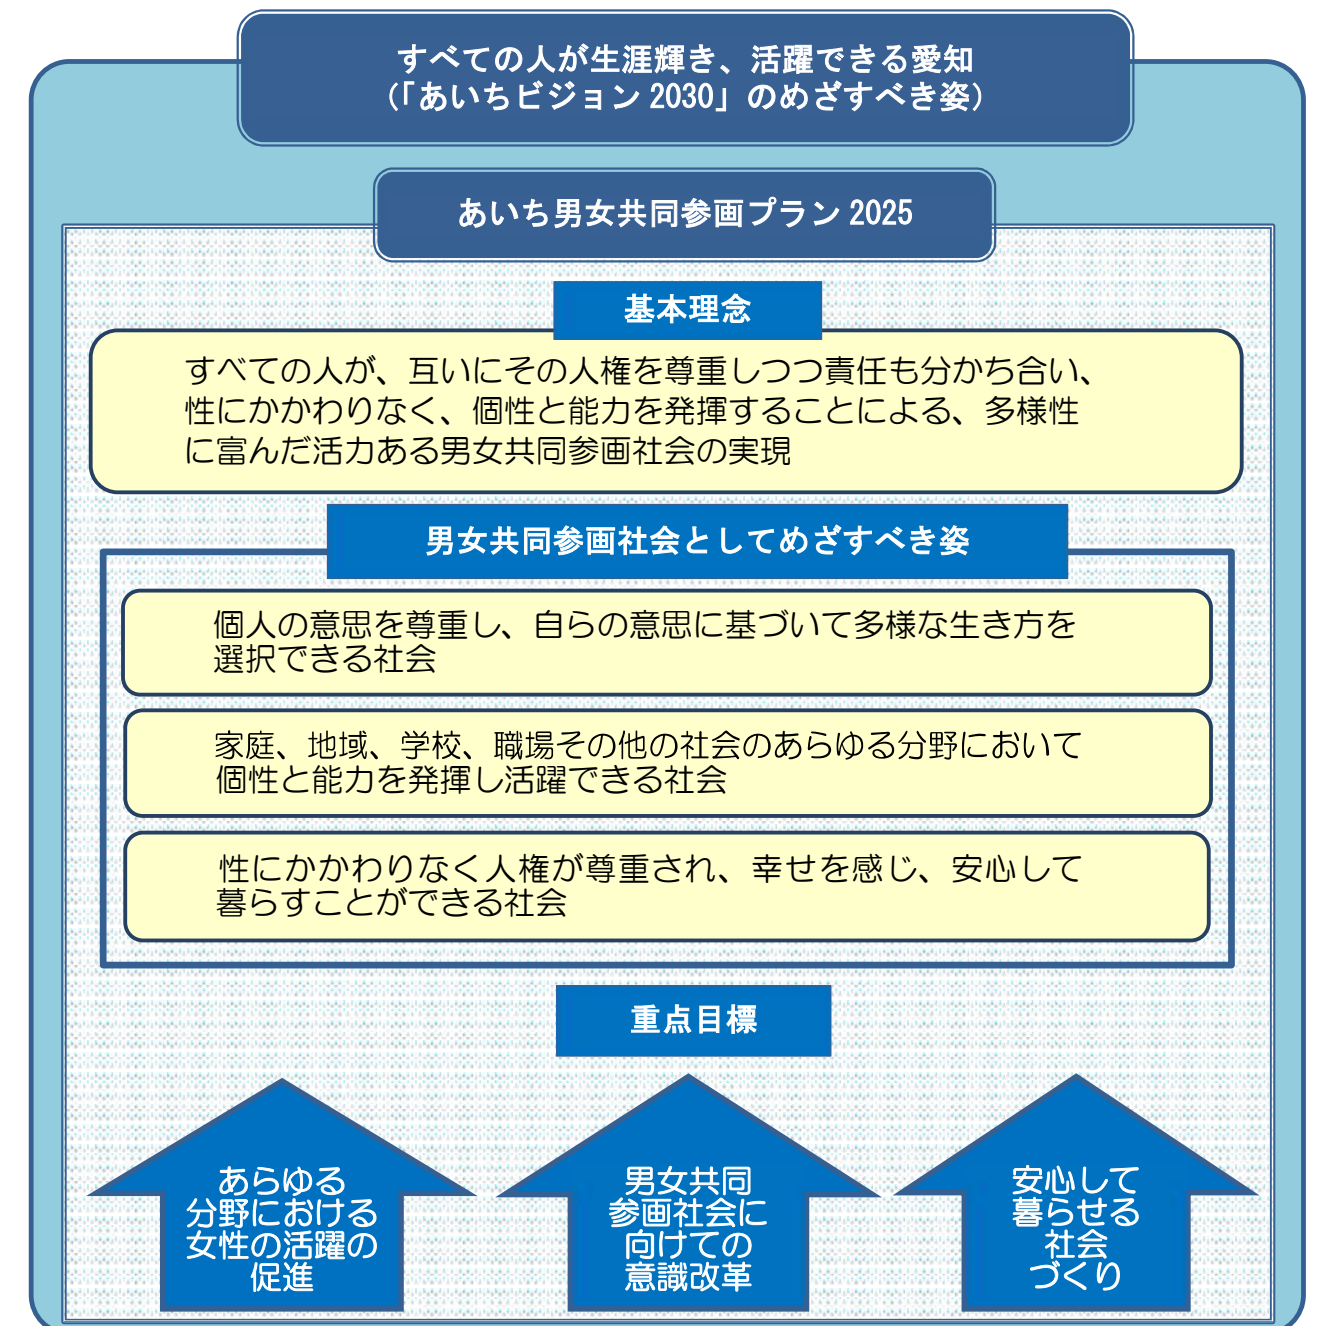 すべての人が生涯輝き、活躍できる愛知
(「あいちビジョン 2030」のめざすべき姿)
あいち男女共同参画プラン 2025
基本理念
すべての人が、互いにその人権を尊重しつつ責任も分かち合い、
性にかかわりなく、個性と能力を発揮することによる、多様性
に富んだ活力ある男女共同参画社会の実現
男女共同参画社会としてめざすべき姿
個人の意思を尊重し、自らの意思に基づいて多様な生き方を
選択できる社会
家庭、地域、学校、職場その他の社会のあらゆる分野において
個性と能力を発揮し活躍できる社会
性にかかわりなく人権が尊重され、幸せを感じ、安心して
暮らすことができる社会
重点目標
あらゆる
分野における
女性の活躍の
促進
男女共同
参画社会に
向けての
意識改革
安心して
暮らせる
社会
づくり